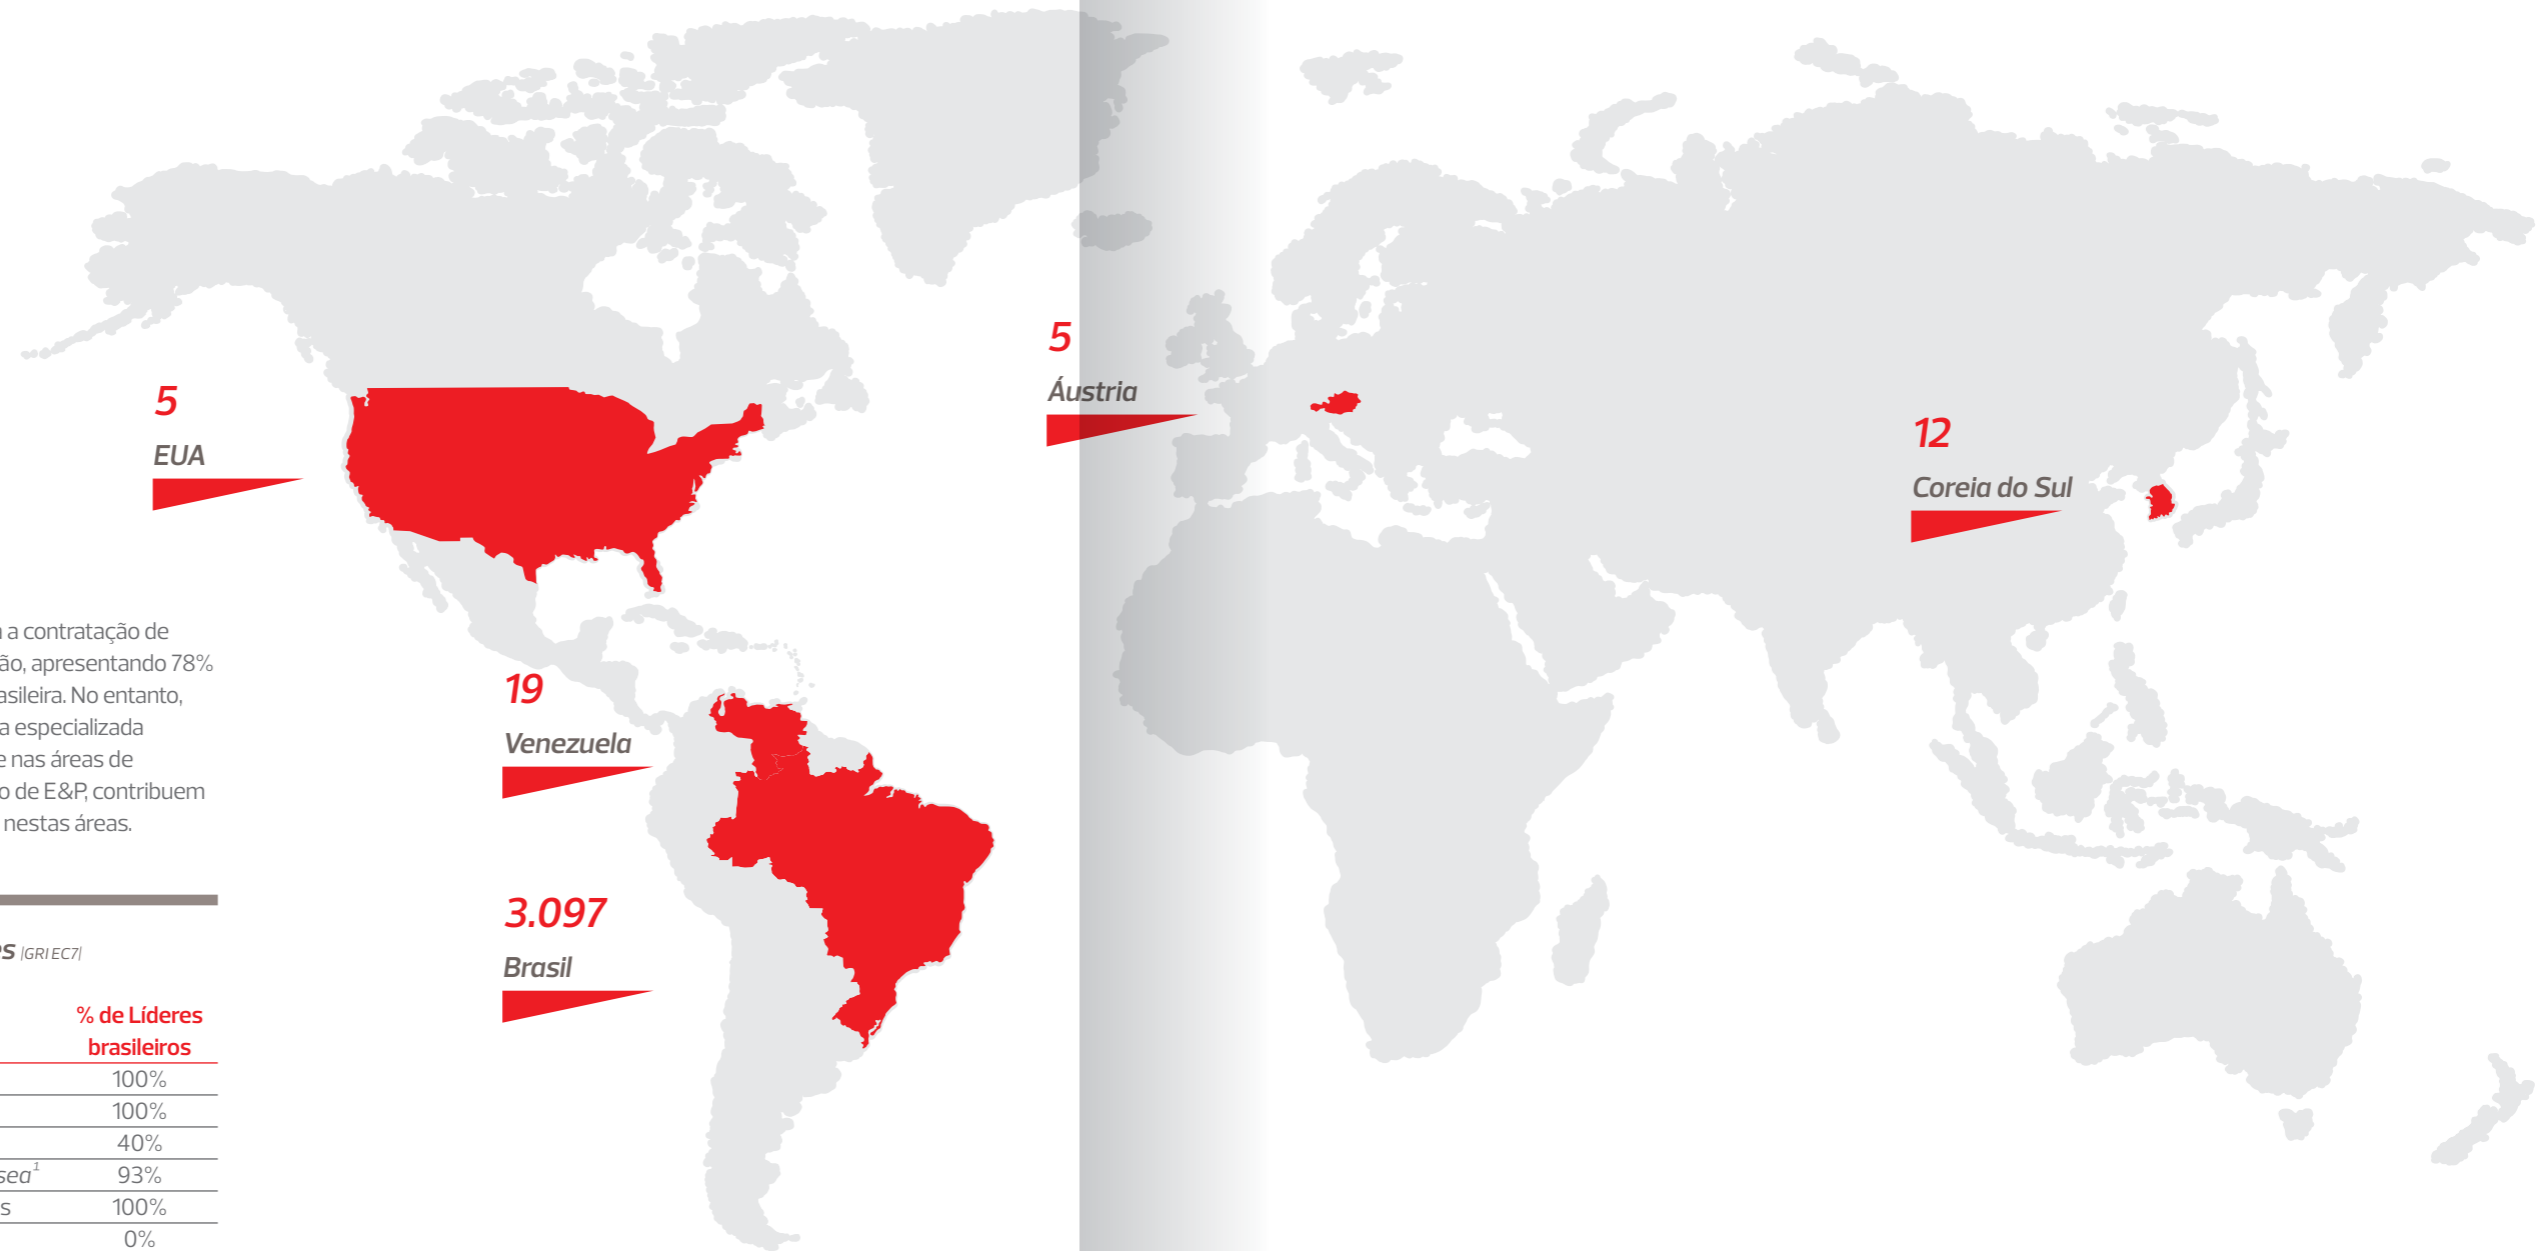 5
EUA
5
Áustria
12
Coreia do Sul
19
Venezuela
3.097
Brasil
a contratação de
ão, apresentando 78%
asileira. No entanto,
a especializada
e nas áreas de
o de E&P, contribuem
nestas áreas.
|GRI EC7|
% de Líderes
brasileiros
100%
100%
40%
sea¹ 93%
s 100%
0%